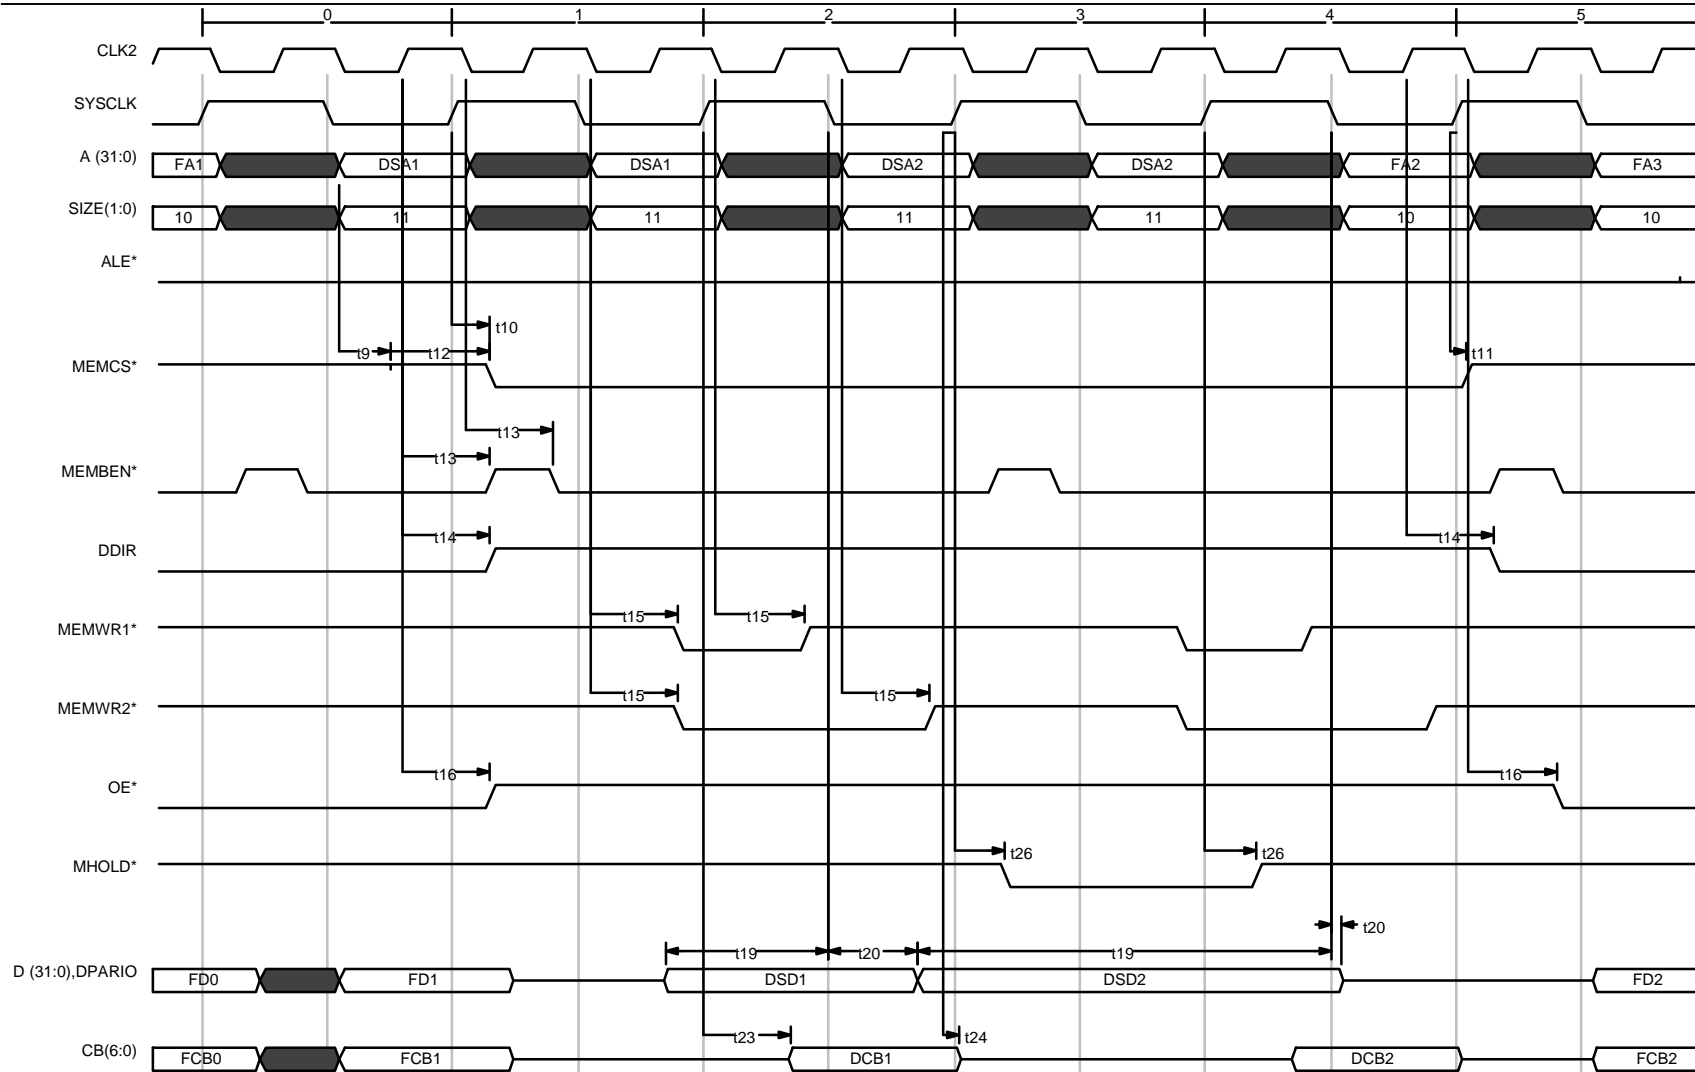 0 1 2 3 4 5
CLK2
SYSCLK
A (31:0) FA1 DSA1 DSA1 DSA2 DSA2 FA2 FA3
SIZE(1:0) 10 11 11 11 11 10 10
ALE*
t10
t9 t12 t11
MEMCS*
t13
t13
MEMBEN*
t14 t14
DDIR
t15 t15
MEMWR1*
t15 t15
MEMWR2*
t16 t16
OE*
t26 t26
MHOLD*
t20
t19 t20 t19
D (31:0),DPARIO FD0 FD1 DSD1 DSD2 FD2
t23 t24
CB(6:0) FCB0 FCB1 DCB1 DCB2 FCB2